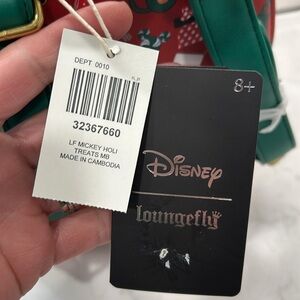 DEPT 0010
32367660
LF MICKEY HOLI
TREATS MB
MADE IN CAMBODIA
8+
Disney
loungefly